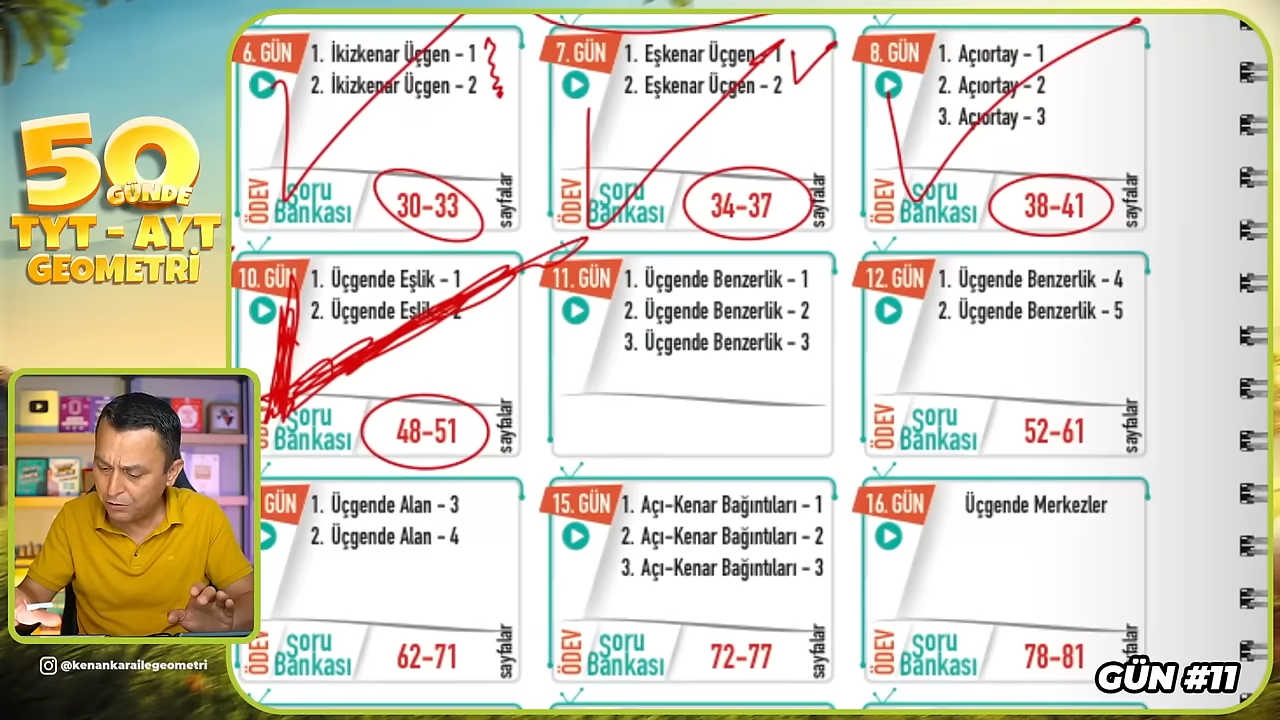 50
GÜNDE
TYT - AYT
GEOMETRİ
6. GÜN
1. İkizkenar Üçgen - 1
2. İkizkenar Üçgen - 2
ÖDEV
Soru
Bankası
30-33
sayfalar
7. GÜN
1. Eşkenar Üçgen - 1
2. Eşkenar Üçgen - 2
ÖDEV
Soru
Bankası
34-37
sayfalar
8. GÜN
1. Açıortay - 1
2. Açıortay - 2
3. Açıortay - 3
ÖDEV
Soru
Bankası
38-41
sayfalar
10. GÜN
1. Üçgende Eşlik - 1
2. Üçgende Eşlik - 2
Soru
Bankası
48-51
sayfalar
11. GÜN
1. Üçgende Benzerlik - 1
2. Üçgende Benzerlik - 2
3. Üçgende Benzerlik - 3
12. GÜN
1. Üçgende Benzerlik - 4
2. Üçgende Benzerlik - 5
ÖDEV
Soru
Bankası
52-61
sayfalar
GÜN
1. Üçgende Alan - 3
2. Üçgende Alan - 4
ÖDEV
Soru
Bankası
62-71
sayfalar
15. GÜN
1. Açı-Kenar Bağıntıları - 1
2. Açı-Kenar Bağıntıları - 2
3. Açı-Kenar Bağıntıları - 3
ÖDEV
Soru
Bankası
72-77
sayfalar
16. GÜN
Üçgende Merkezler
ÖDEV
Soru
Bankası
78-81
sayfalar
@kenankarailegeometri
GÜN #11